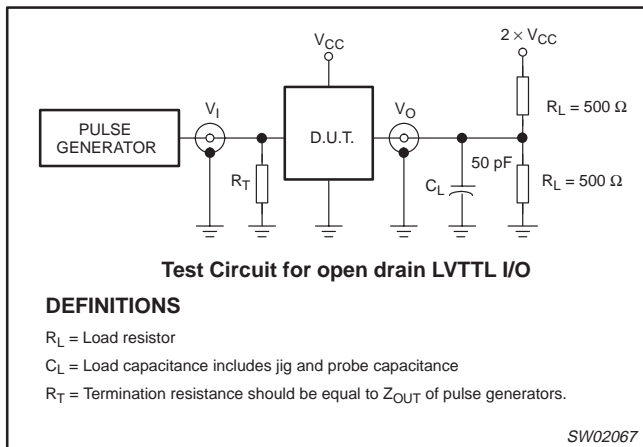 V_CC
2 × V_CC
V_I
V_O
R_L = 500 Ω
PULSE
GENERATOR
D.U.T.
50 pF
R_T
C_L
R_L = 500 Ω
Test Circuit for open drain LVTTL I/O
DEFINITIONS
R_L = Load resistor
C_L = Load capacitance includes jig and probe capacitance
R_T = Termination resistance should be equal to Z_OUT of pulse generators.
SW02067